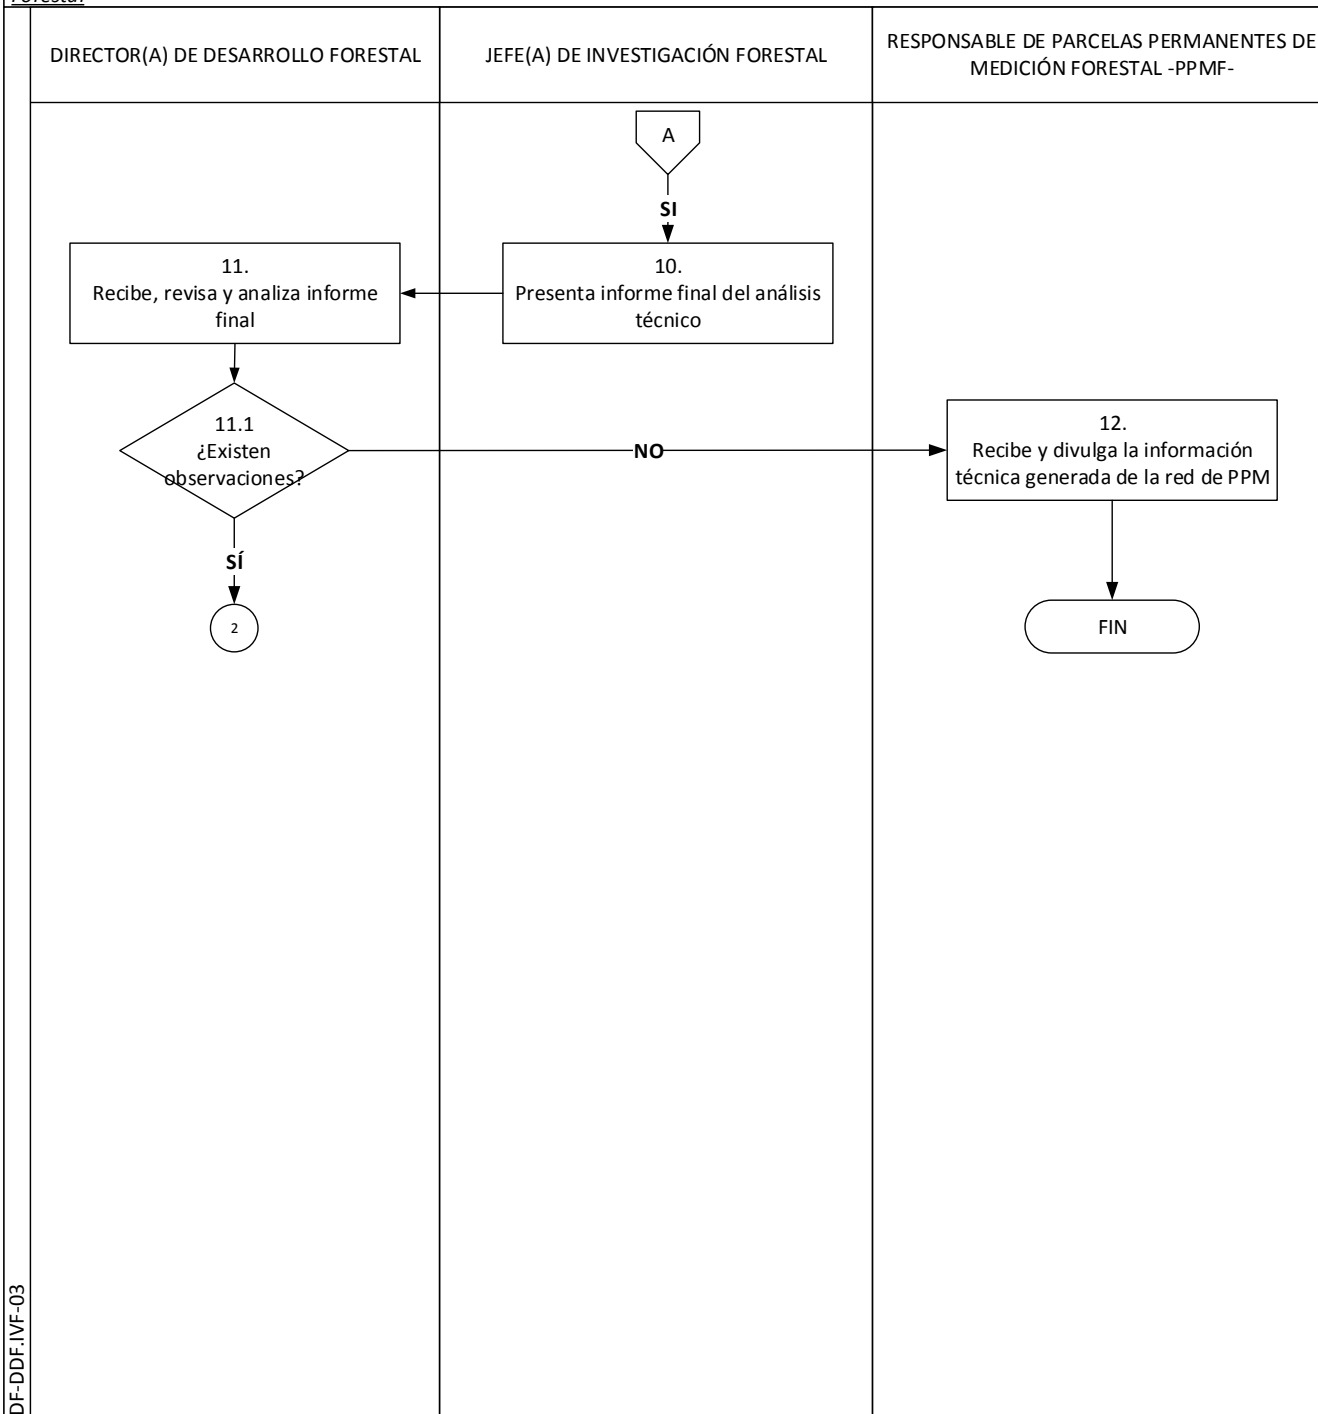 Forestal
DIRECTOR(A) DE DESARROLLO FORESTAL
JEFE(A) DE INVESTIGACIÓN FORESTAL
RESPONSABLE DE PARCELAS PERMANENTES DE
MEDICIÓN FORESTAL -PPMF-
A
SI
11.
Recibe, revisa y analiza informe
final
10.
Presenta informe final del análisis
técnico
11.1
¿Existen
observaciones?
NO
12.
Recibe y divulga la información
técnica generada de la red de PPM
SÍ
2
FIN
DF-DDF.IVF-03